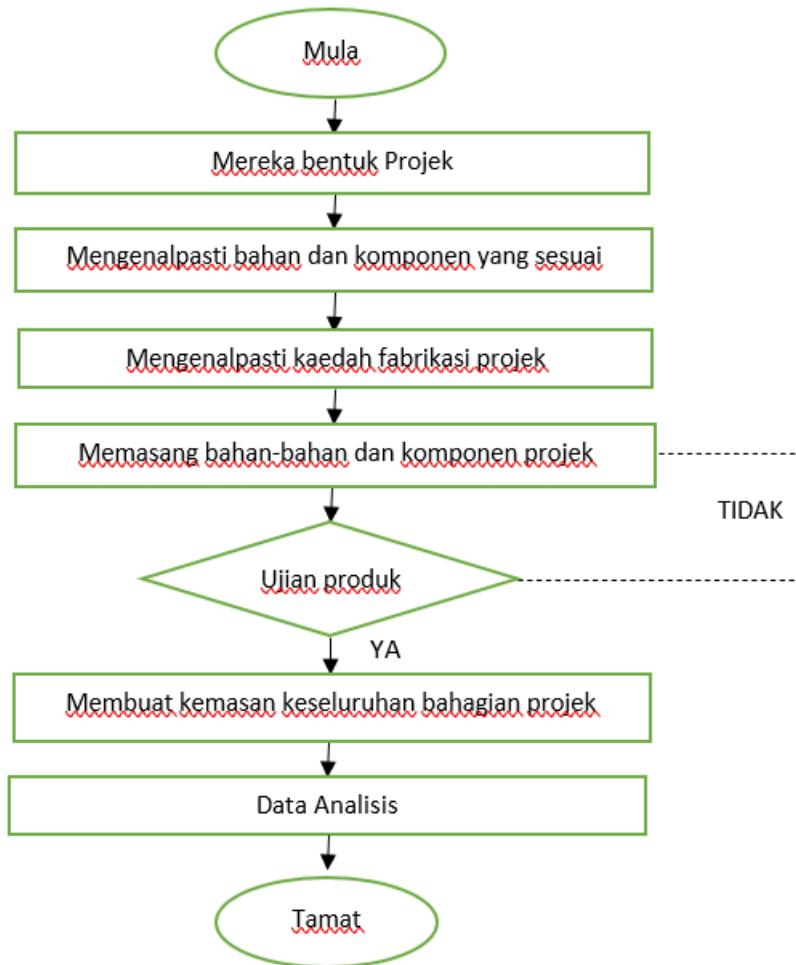 Mula
Mereka bentuk Projek
Mengenalpasti bahan dan komponen yang sesuai
Mengenalpasti kaedah fabrikasi projek
Memasang bahan-bahan dan komponen projek
TIDAK
Ujian produk
YA
Membuat kemasan keseluruhan bahagian projek
Data Analisis
Tamat